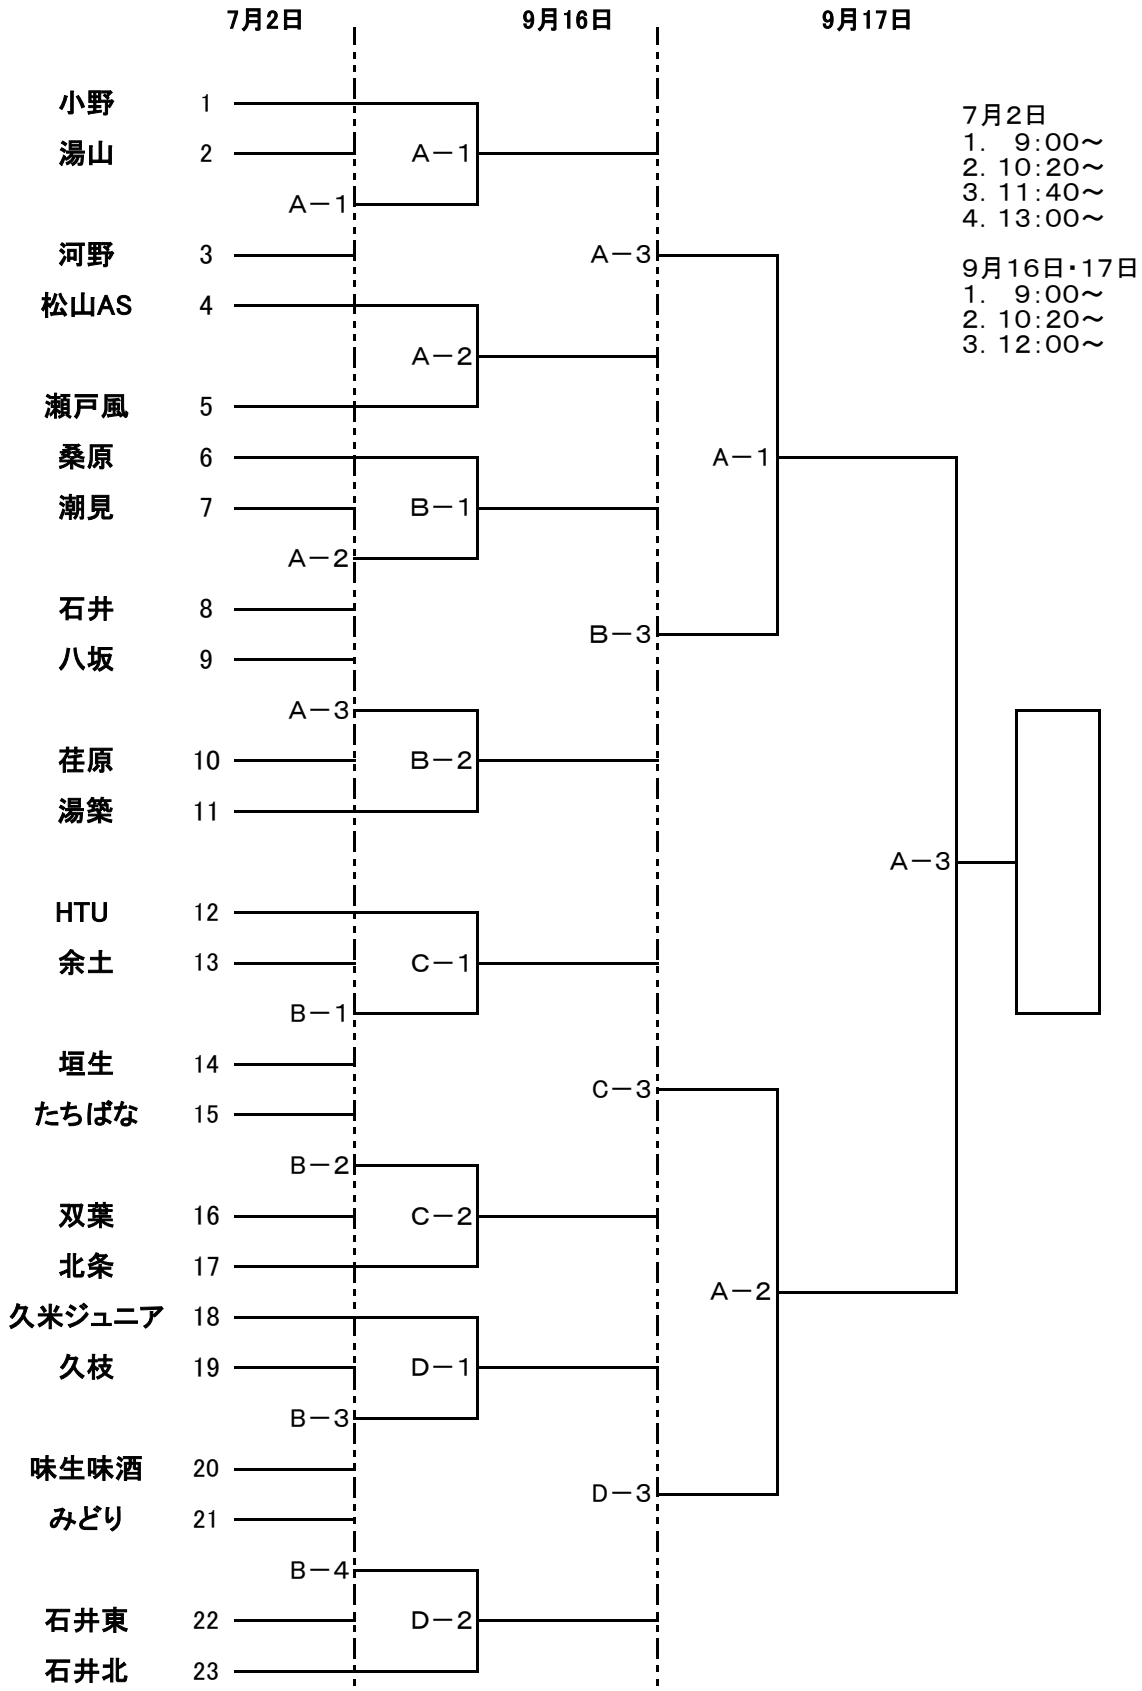 7月2日 9月16日 9月17日
小野 1
7月2日
1. 9:00～
湯山 2 A－1
2. 10:20～
3. 11:40～
A－1
4. 13:00～
河野 3 A－3
9月16日・17日
1. 9:00～
松山AS 4
2. 10:20～
3. 12:00～
A－2
瀬戸風 5
桑原 6 A－1
潮見 7 B－1
A－2
石井 8
B－3
八坂 9
A－3
荏原 10 B－2
湯築 11
A－3
HTU 12
余土 13 C－1
B－1
垣生 14
C－3
たちばな 15
B－2
双葉 16 C－2
北条 17
A－2
久米ジュニア 18
久枝 19 D－1
B－3
味生味酒 20
D－3
みどり 21
B－4
石井東 22 D－2
石井北 23